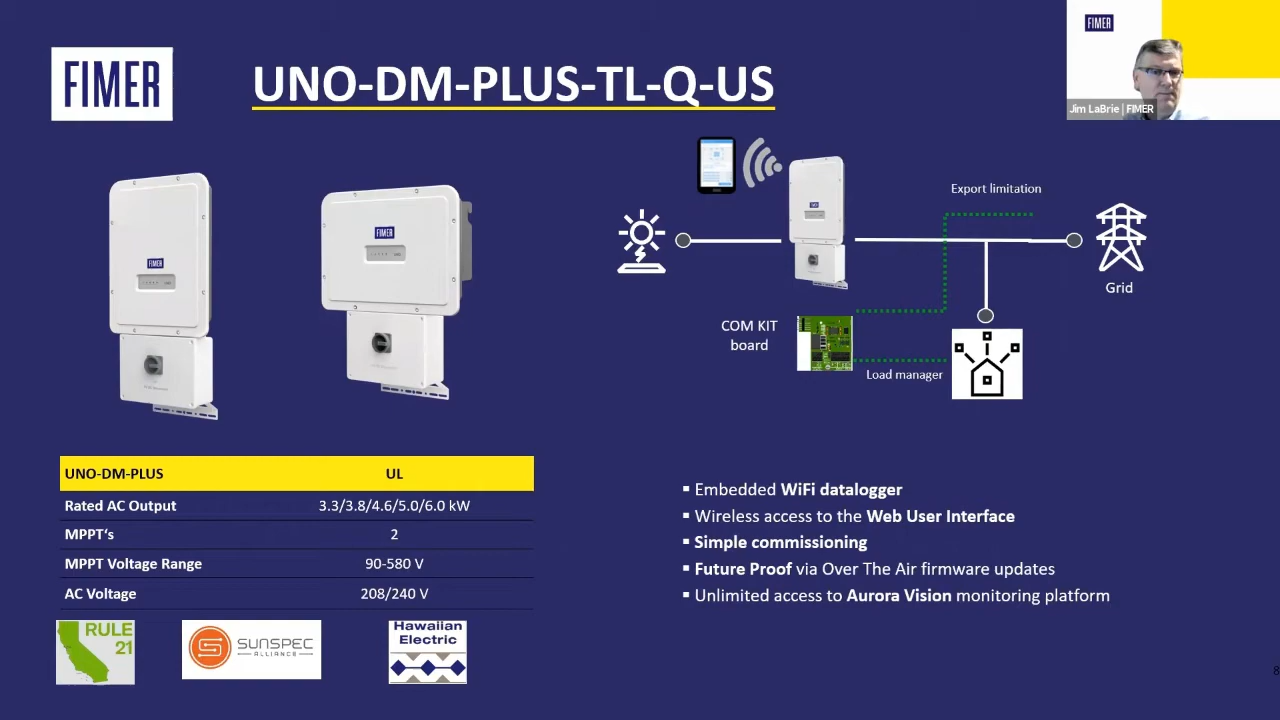 FIMER
UNO-DM-PLUS-TL-Q-US
FIMER
Jim LaBrie | FIMER
Export limitation
FIMER
FIMER
Grid
COM KIT
board
Load manager
UNO-DM-PLUS UL
Rated AC Output 3.3/3.8/4.6/5.0/6.0 kW
MPPT's 2
MPPT Voltage Range 90-580 V
AC Voltage 208/240 V
▪ Embedded WiFi datalogger
▪ Wireless access to the Web User Interface
▪ Simple commissioning
▪ Future Proof via Over The Air firmware updates
▪ Unlimited access to Aurora Vision monitoring platform
RULE
21
SUNSPEC
ALLIANCE
Hawaiian
Electric
8